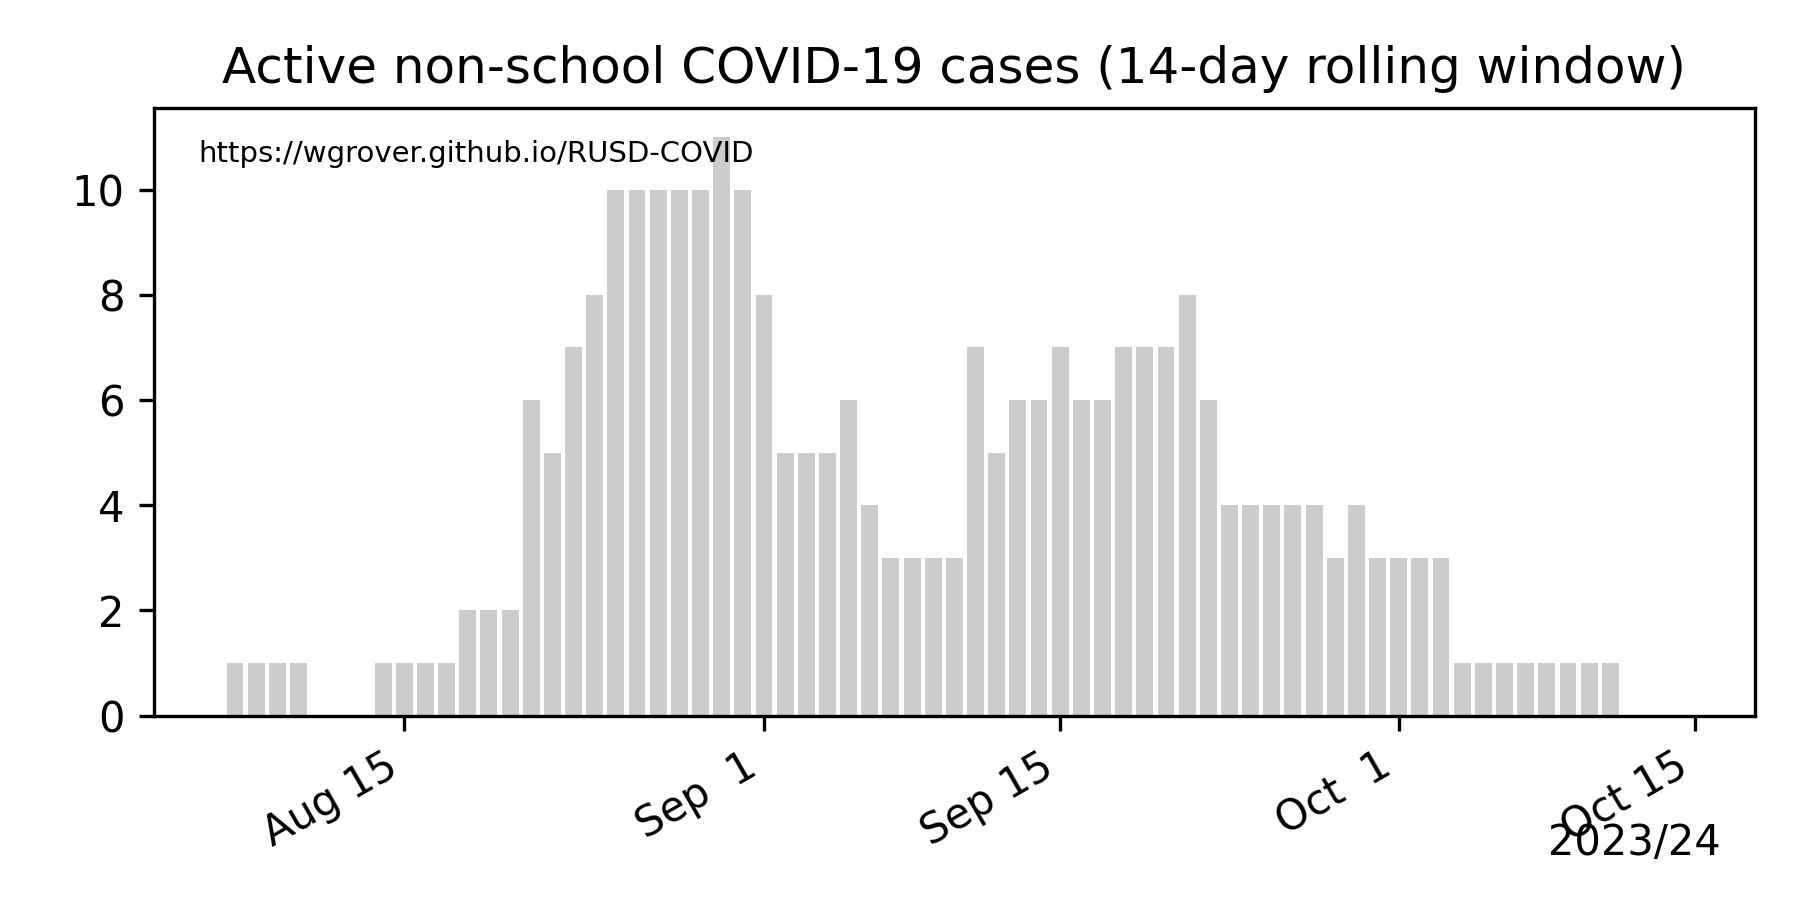 Active non-school COVID-19 cases (14-day rolling window)
https://wgrover.github.io/RUSD-COVID
10
8
6
4
2
0
Aug 15
Sep 1
Sep 15
Oct 1
Oct 15
2023/24